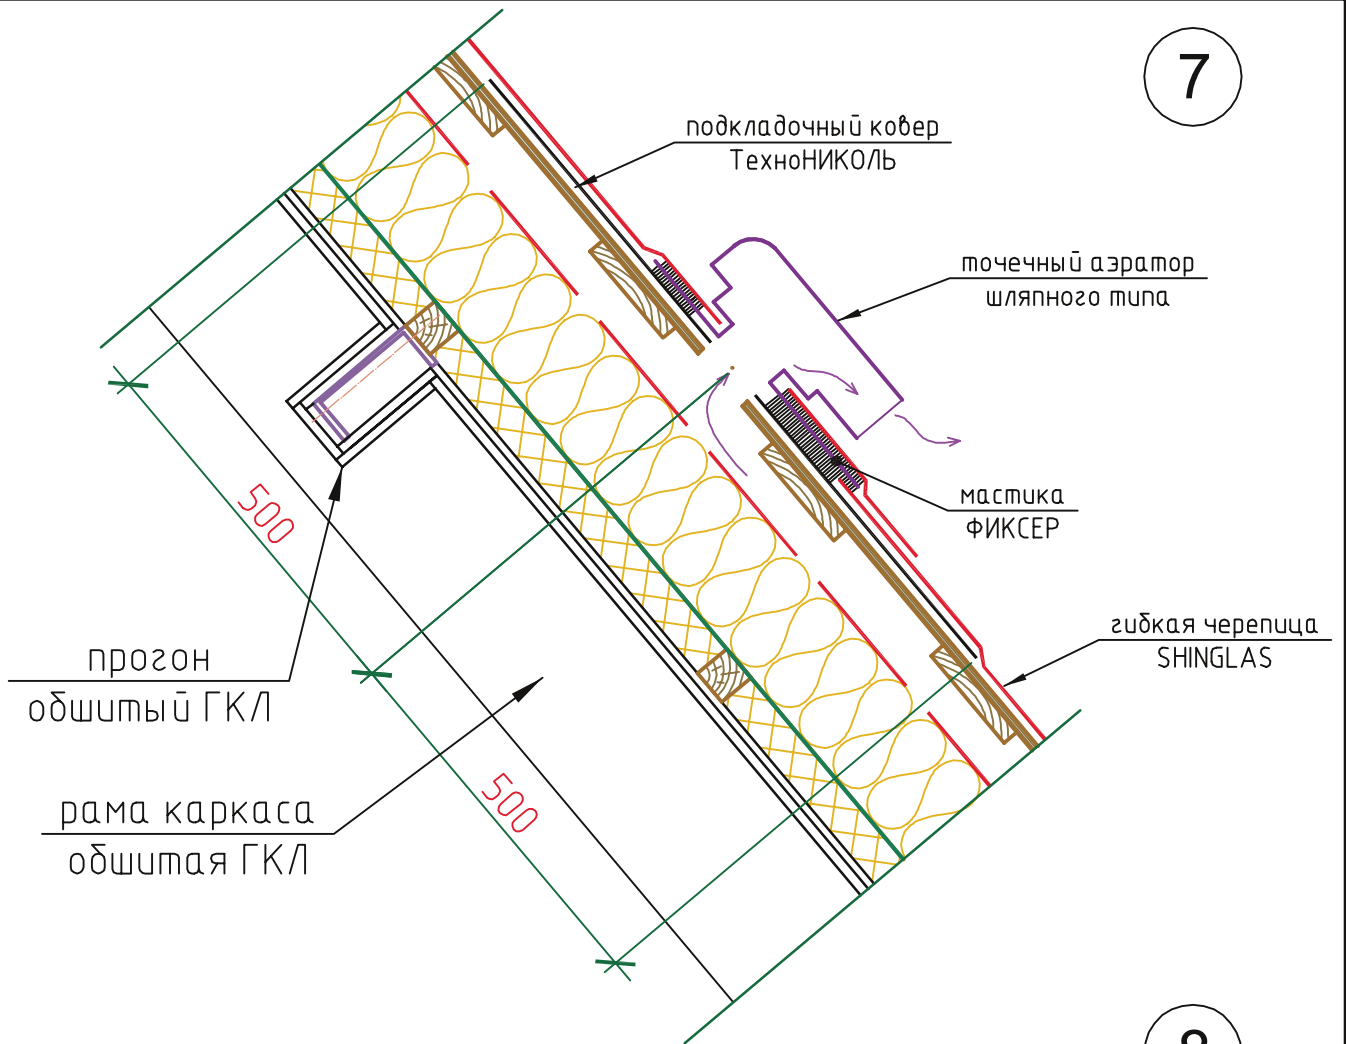 7
подкладочный ковер
ТехноНИКОЛЬ
точечный аэратор
шляпного типа
мастика
ФИКСЕР
500
гибкая черепица
SHINGLAS
прогон
обшитый ГКЛ
500
рама каркаса
обшитая ГКЛ
8